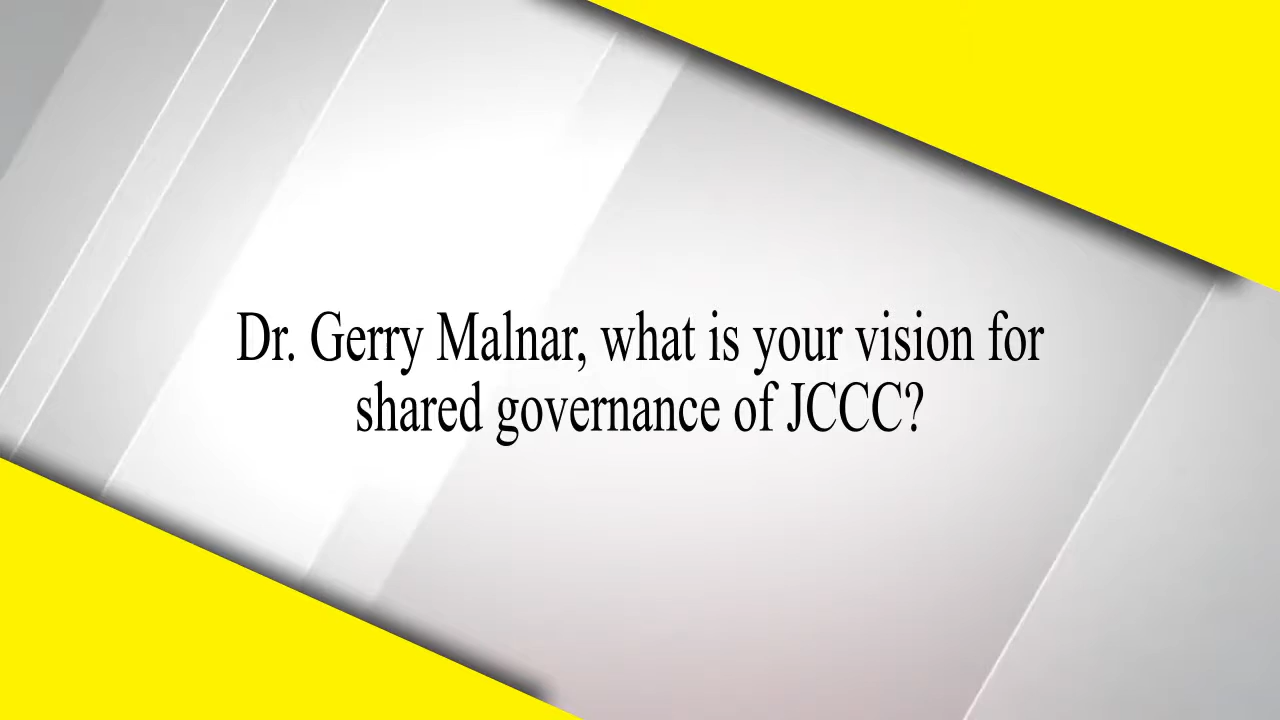 Dr. Gerry Malnar, what is your vision for
shared governance of JCCC?